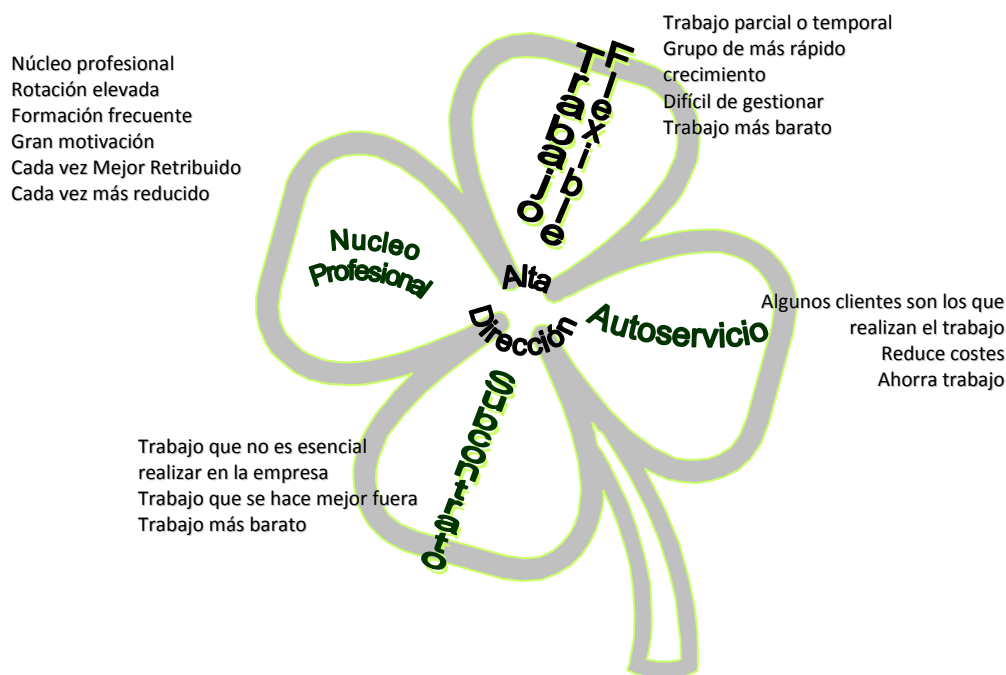 Trabajo parcial o temporal
Grupo de más rápido
crecimiento
Difícil de gestionar
Trabajo más barato
Núcleo profesional
Rotación elevada
Formación frecuente
Gran motivación
Cada vez Mejor Retribuido
Cada vez más reducido
Trabajo
Flexible
Nucleo
Profesional
Alta
Dirección
Autoservicio
Algunos clientes son los que
realizan el trabajo
Reduce costes
Ahorra trabajo
Subcontrato
Trabajo que no es esencial
realizar en la empresa
Trabajo que se hace mejor fuera
Trabajo más barato